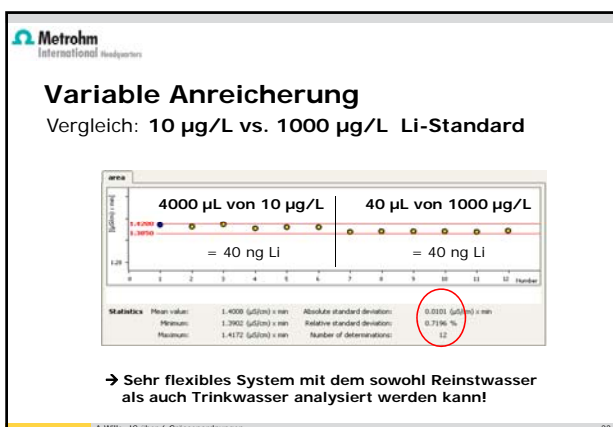 Metrohm
International Headquarters
Variable Anreicherung
Vergleich: 10 µg/L vs. 1000 µg/L Li-Standard
area
[(µS/cm) x min]
4000 µL von 10 µg/L
40 µL von 1000 µg/L
1.4200
1.3850
= 40 ng Li
= 40 ng Li
1.20
0 1 2 3 4 5 6 7 8 9 10 11 12 Number
Statistics Mean value: 1.4008 (µS/cm) x min Absolute standard deviation: 0.0101 (µS/cm) x min
Minimum: 1.3902 (µS/cm) x min Relative standard deviation: 0.7196 %
Maximum: 1.4172 (µS/cm) x min Number of determinations: 12
→ Sehr flexibles System mit dem sowohl Reinstwasser
als auch Trinkwasser analysiert werden kann!